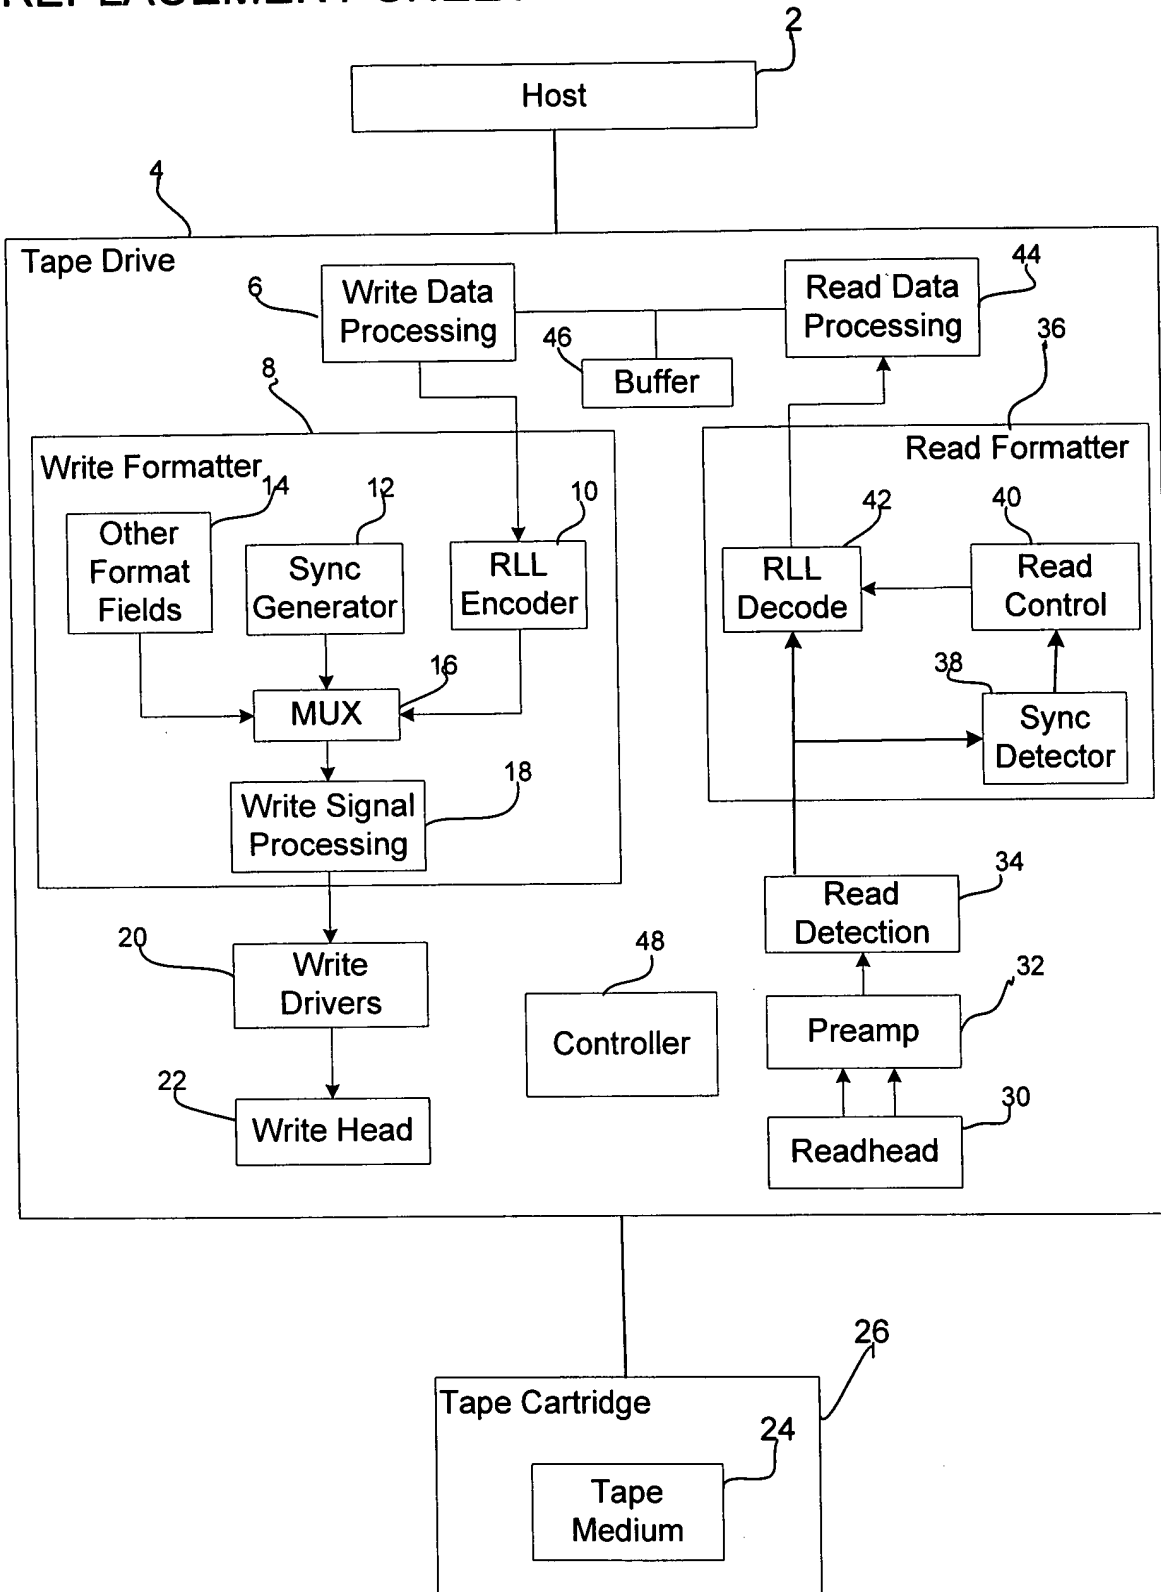 REPLACEMENT SHEET
2
Host
4
Tape Drive
6
Write Data
Processing
Read Data
Processing
44
46
Buffer
36
8
Write Formatter
Read Formatter
14
12
10
42
40
Other
Format
Fields
Sync
Generator
RLL
Encoder
RLL
Decode
Read
Control
16
MUX
38
Sync
Detector
18
Write Signal
Processing
34
Read
Detection
20
Write
Drivers
48
Controller
32
Preamp
22
Write Head
30
Readhead
26
Tape Cartridge
24
Tape
Medium